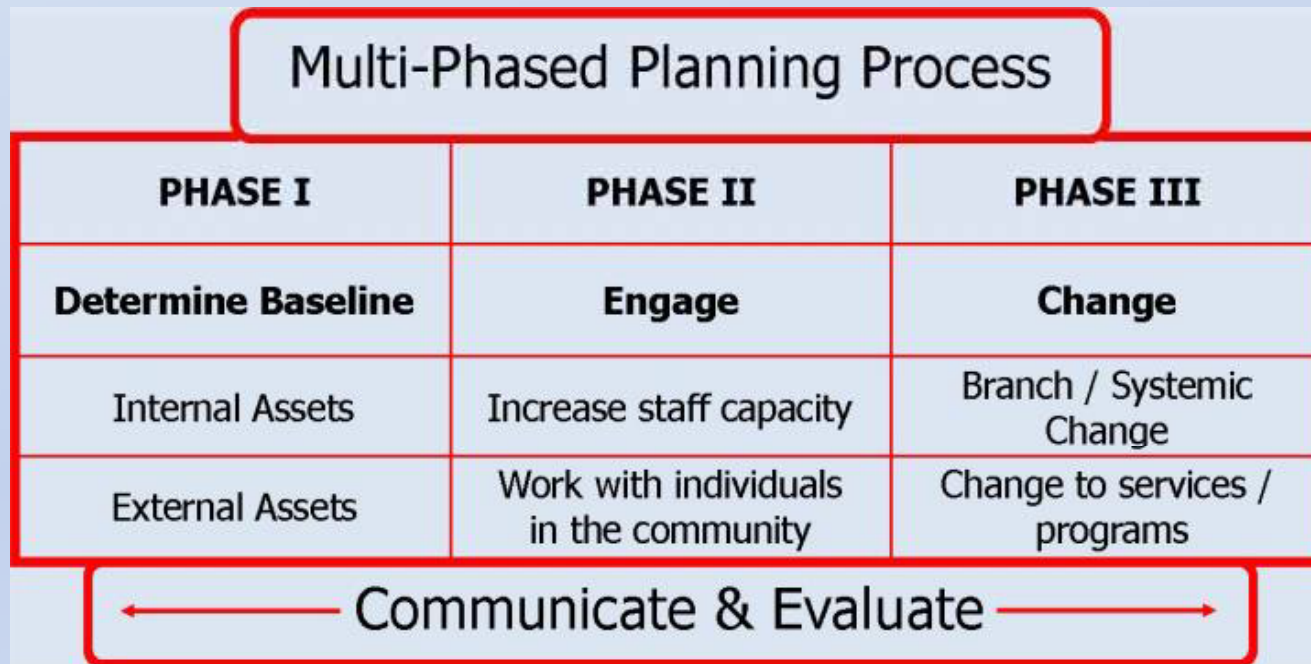 Multi-Phased Planning Process
PHASE I
PHASE II
PHASE III
Determine Baseline
Engage
Change
Internal Assets
Increase staff capacity
Branch / Systemic
Change
External Assets
Work with individuals
in the community
Change to services /
programs
Communicate & Evaluate